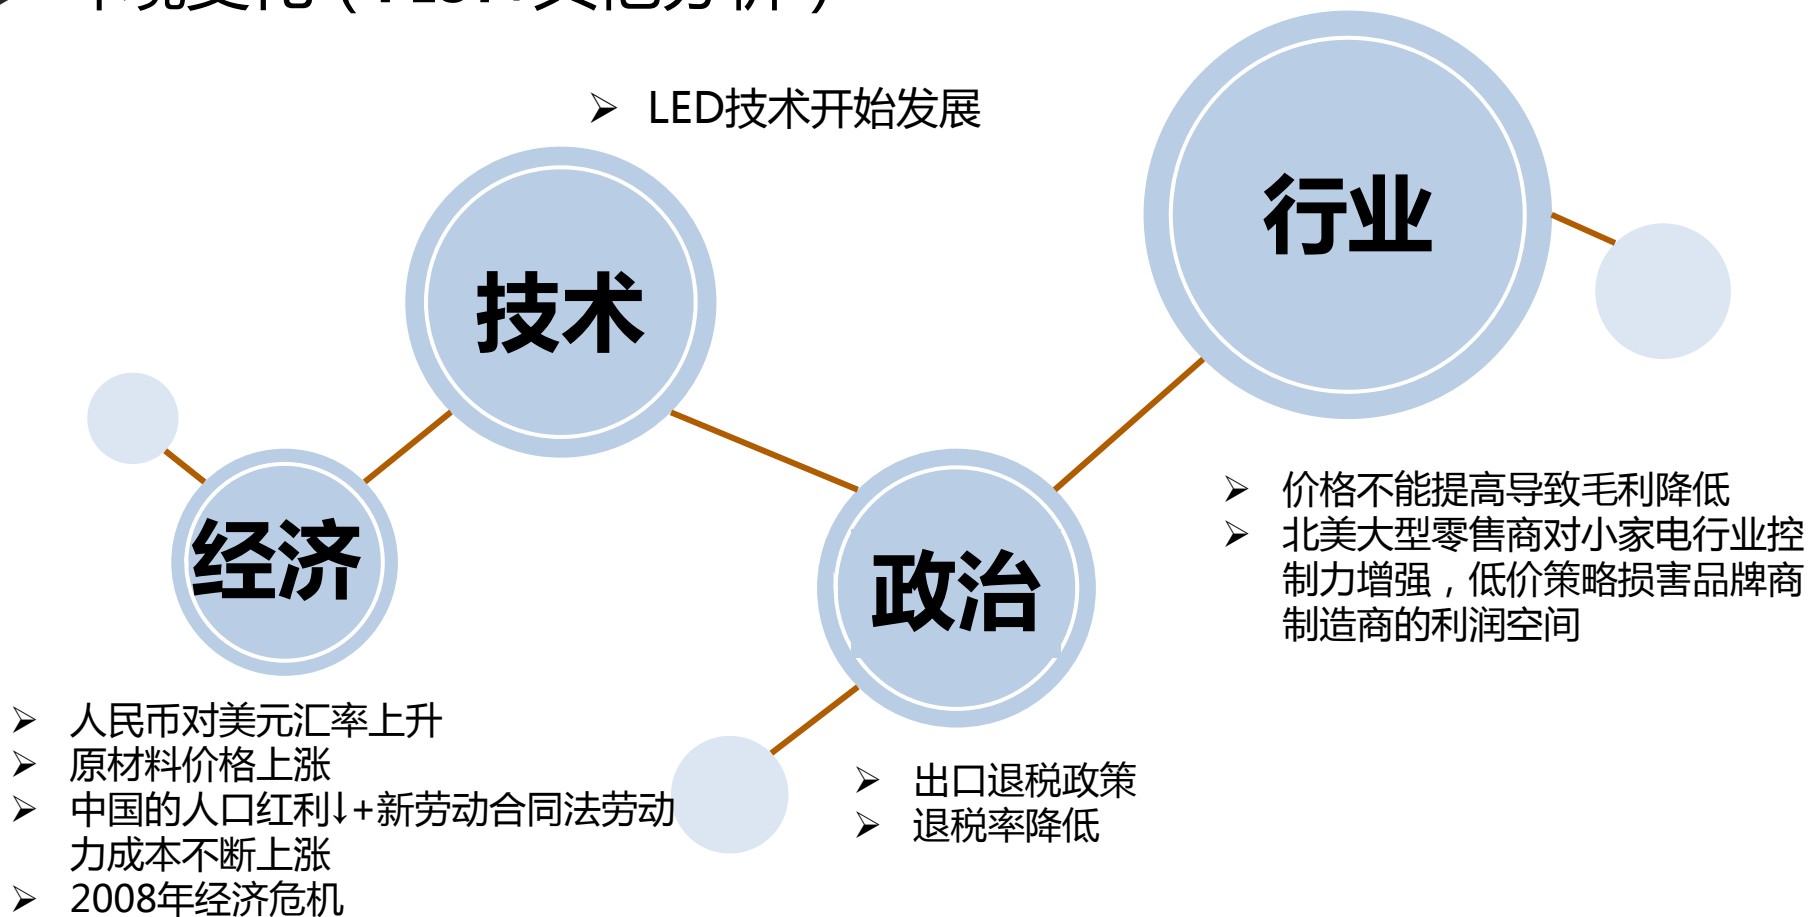 LED技术开始发展
行业
技术
经济
政治
价格不能提高导致毛利降低
北美大型零售商对小家电行业控
制力增强，低价策略损害品牌商
制造商的利润空间
人民币对美元汇率上升
原材料价格上涨
中国的人口红利↓+新劳动合同法劳动
力成本不断上涨
2008年经济危机
出口退税政策
退税率降低